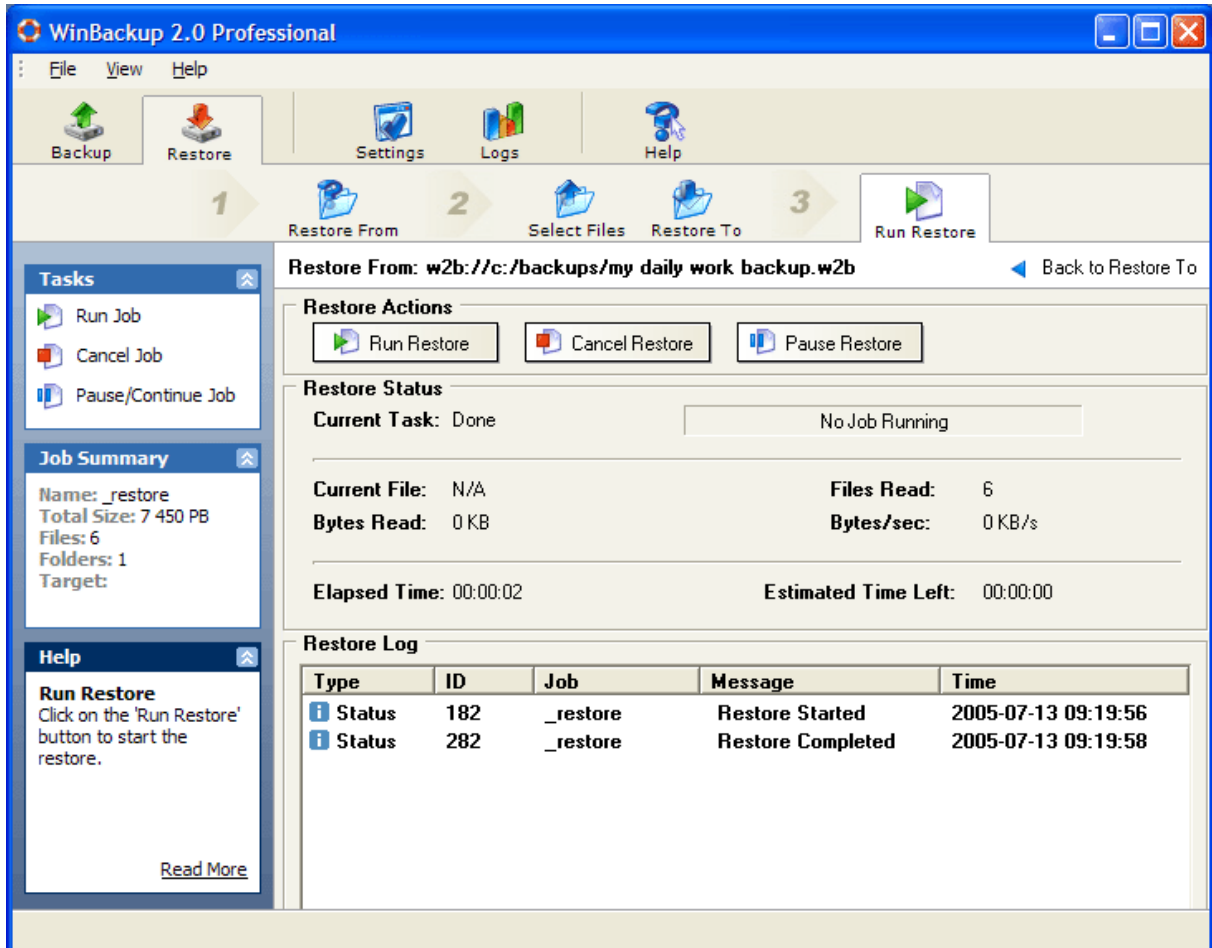 WinBackup 2.0 Professional
File View Help
Backup Restore Settings Logs Help
1 Restore From 2 Select Files Restore To 3 Run Restore
Tasks
Run Job
Cancel Job
Pause/Continue Job
Job Summary
Name: _restore
Total Size: 7 450 PB
Files: 6
Folders: 1
Target:
Help
Run Restore
Click on the 'Run Restore'
button to start the
restore.
Read More
Restore From: w2b://c:/backups/my daily work backup.w2b Back to Restore To
Restore Actions
Run Restore Cancel Restore Pause Restore
Restore Status
Current Task: Done No Job Running
Current File: N/A Files Read: 6
Bytes Read: 0 KB Bytes/sec: 0 KB/s
Elapsed Time: 00:00:02 Estimated Time Left: 00:00:00
Restore Log
Type ID Job Message Time
Status 182 _restore Restore Started 2005-07-13 09:19:56
Status 282 _restore Restore Completed 2005-07-13 09:19:58